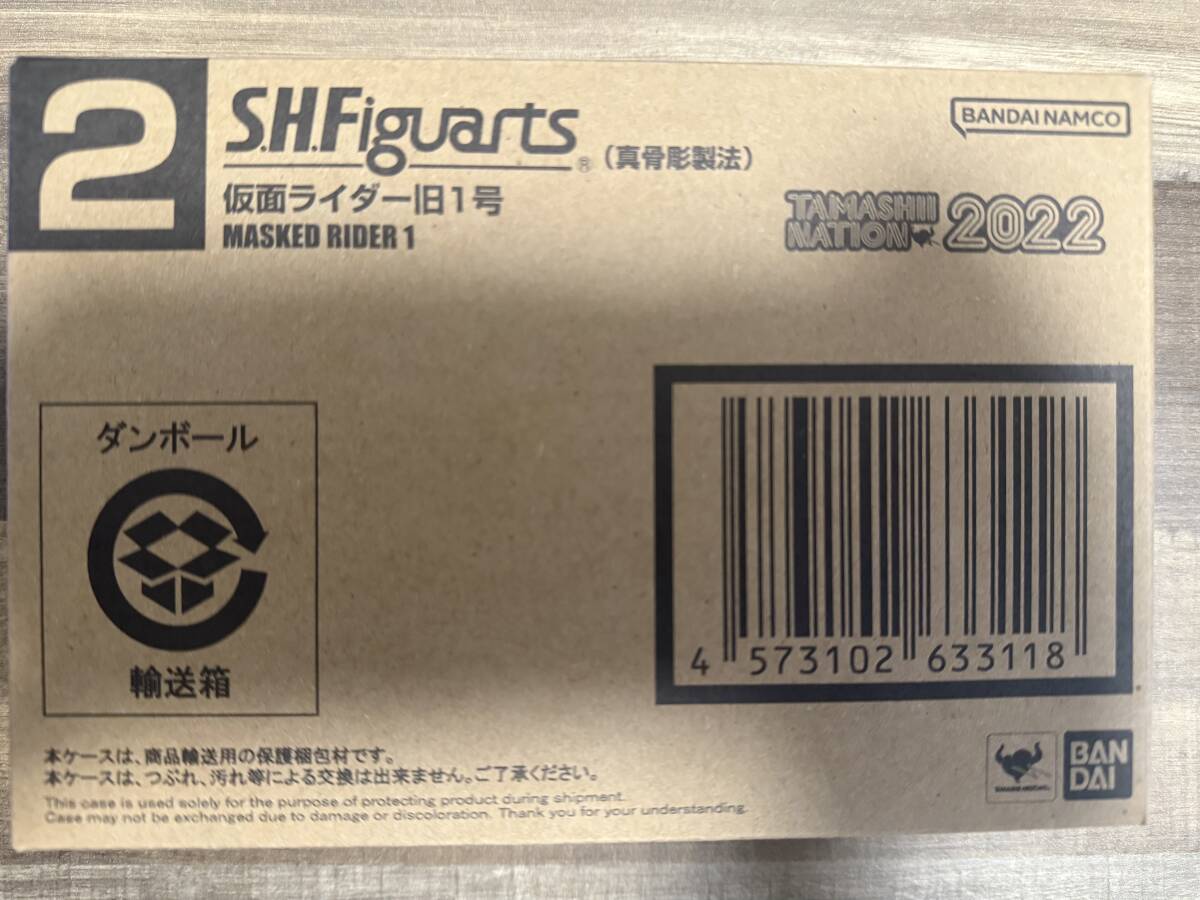 2
S.H.Figuarts® (真骨彫製法)
仮面ライダー旧1号
MASKED RIDER 1
BANDAI NAMCO
TAMASHII
NATION 2022
ダンボール
輸送箱
4 573102 633118
本ケースは、商品輸送用の保護梱包材です。
本ケースは、つぶれ、汚れ等による交換は出来ません。ご了承ください。
This case is used solely for the purpose of protecting product during shipment.
Case may not be exchanged due to damage or discoloration. Thank you for your understanding.
BAN
DAI